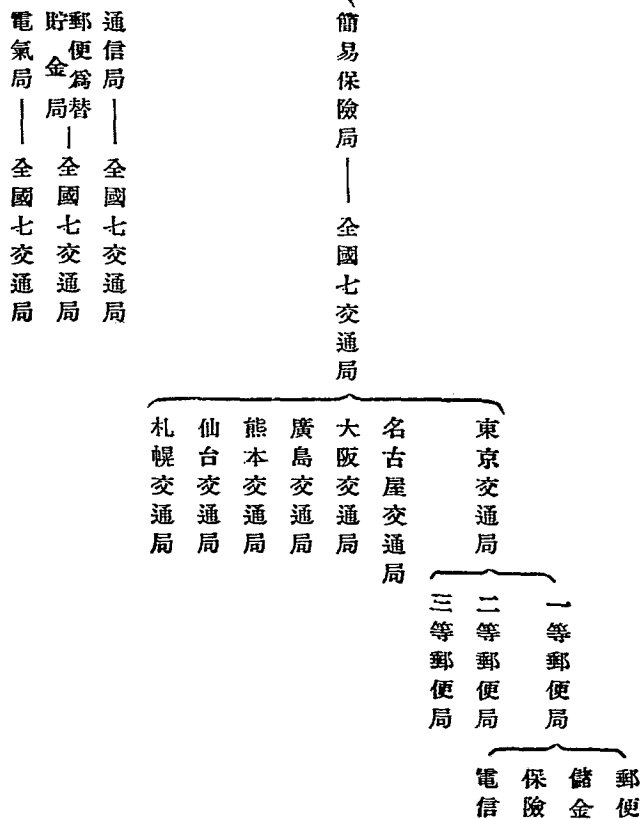 郵便
儲金
保險
電信
一等郵便局
二等郵便局
三等郵便局
東京交通局
名古屋交通局
大阪交通局
廣島交通局
熊本交通局
仙台交通局
札幌交通局
簡易保險局——全國七交通局
通信局——全國七交通局
郵便爲替貯金局—全國七交通局
電氣局——全國七交通局